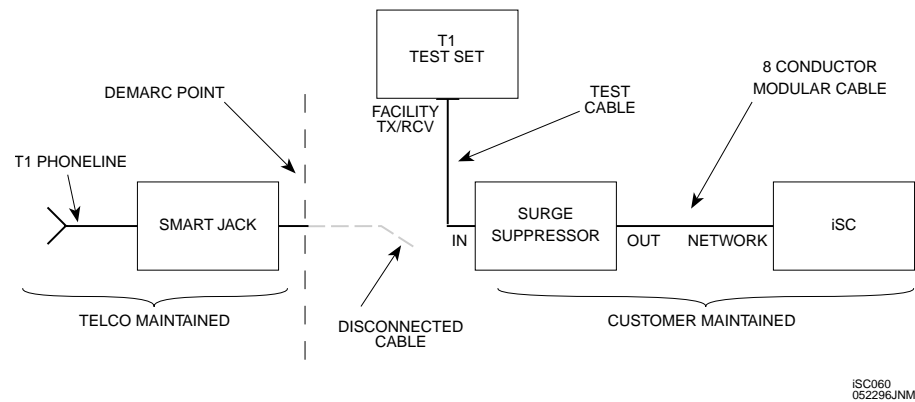 T1
TEST SET
8 CONDUCTOR
MODULAR CABLE
DEMARC POINT
TEST
CABLE
FACILITY
TX/RCV
T1 PHONELINE
SMART JACK
SURGE
SUPPRESSOR
iSC
IN
OUT
NETWORK
TELCO MAINTAINED
DISCONNECTED
CABLE
CUSTOMER MAINTAINED
iSC060
052296JNM